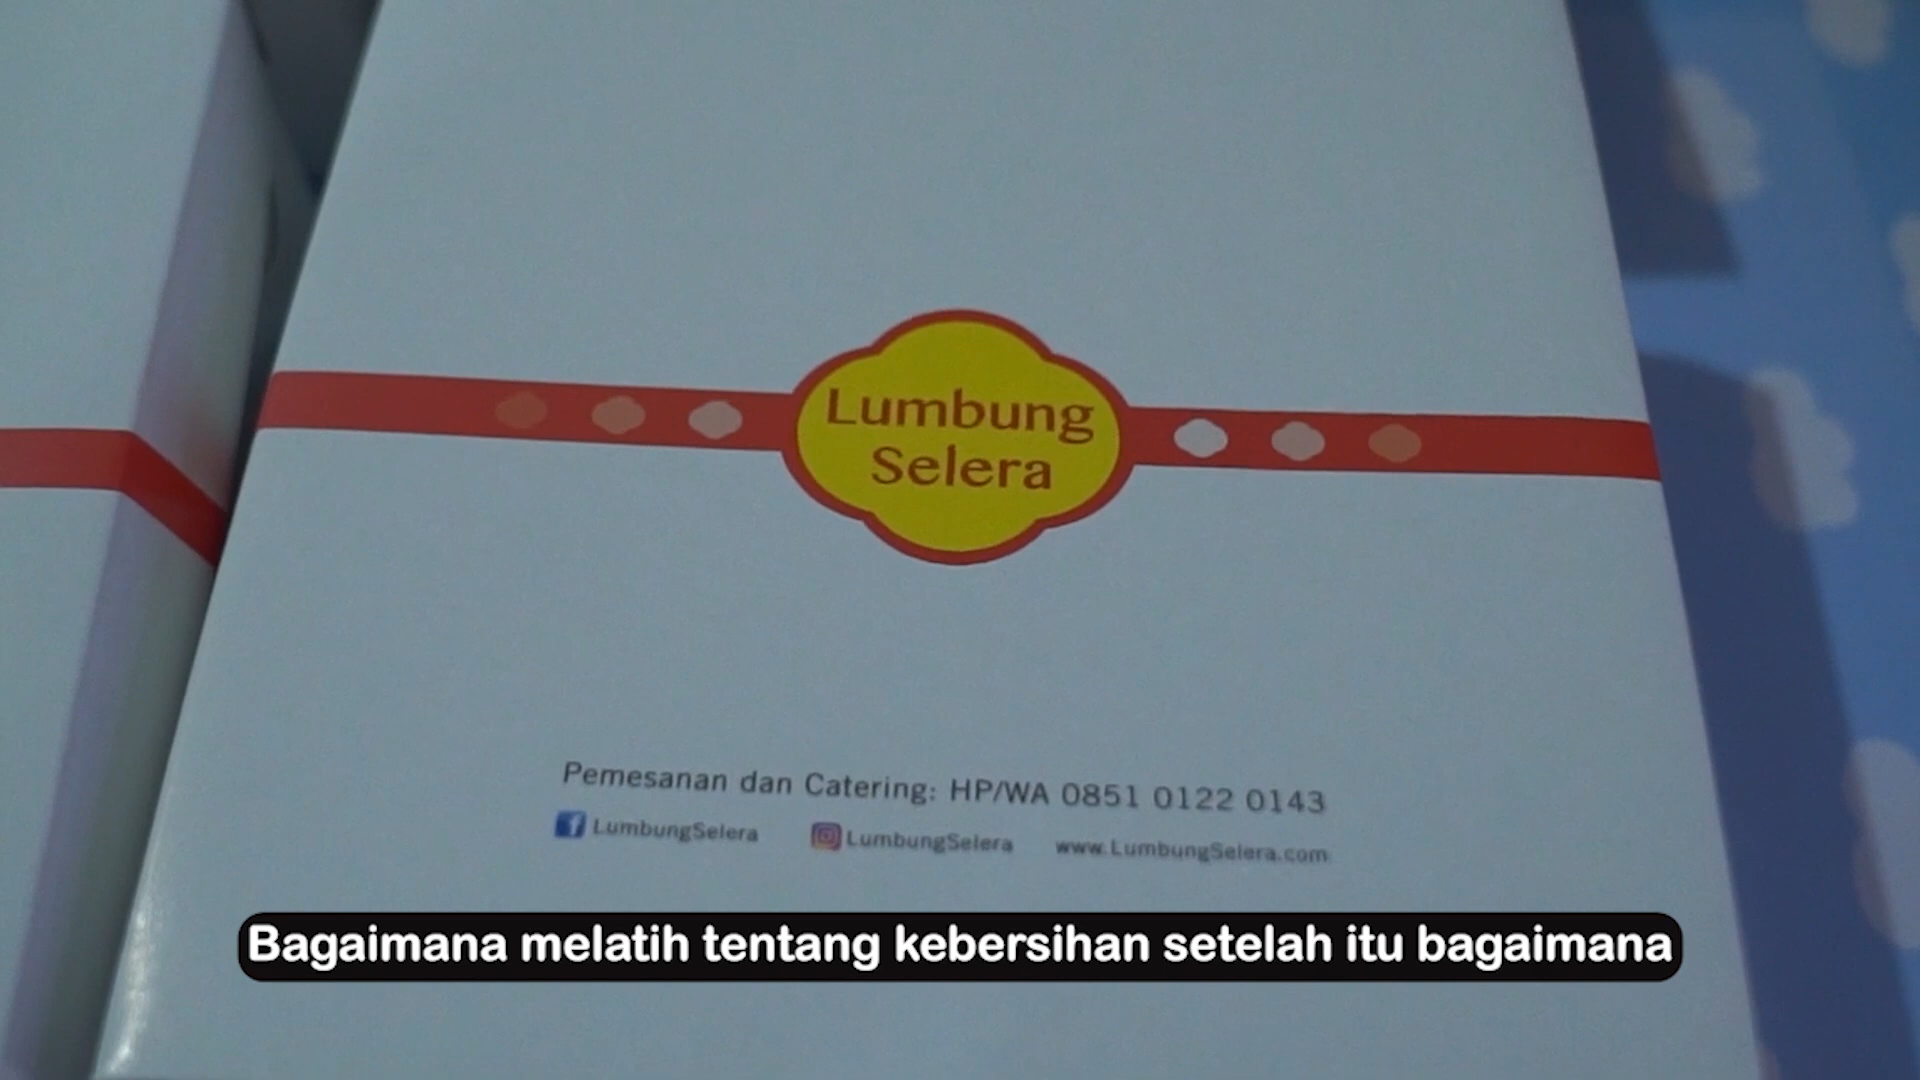 Lumbung
Selera
Pemesanan dan Catering: HP/WA 0851 0122 0143
LumbungSelera LumbungSelera www.LumbungSelera.com
Bagaimana melatih tentang kebersihan setelah itu bagaimana